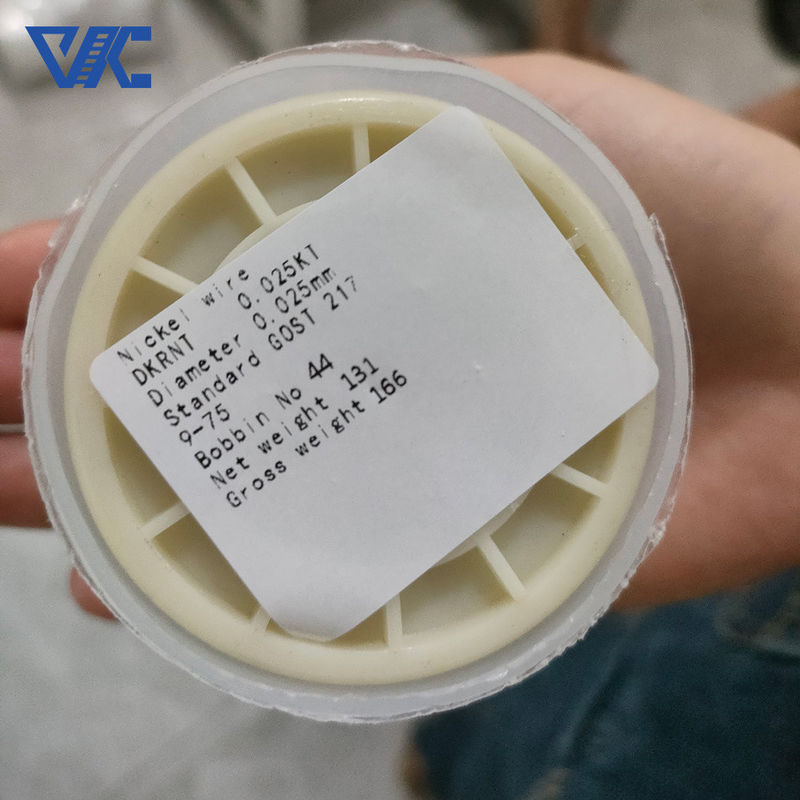 VKC
Nickel wire
DKRNT 0.025KT
Diameter 0.025mm
Standard GOST 217
9-75
Bobbin No 44
Net weight 131
Gross weight 166